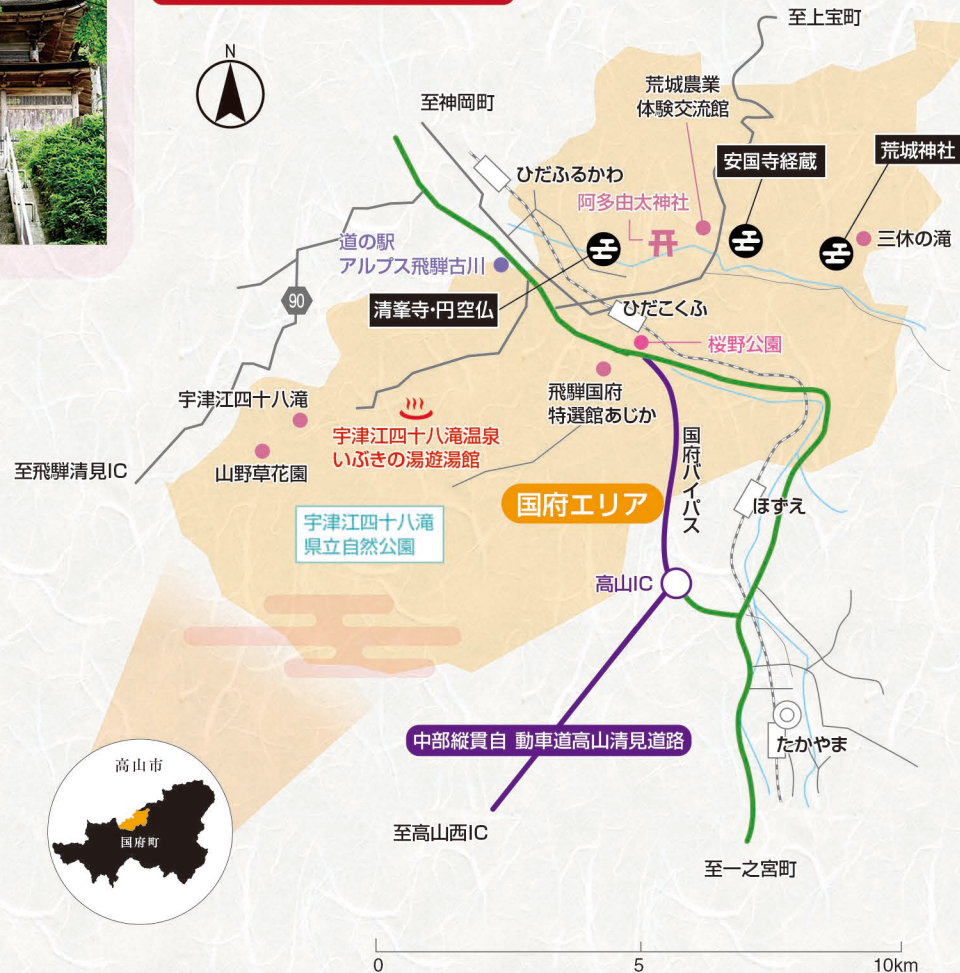 至上宝町
N
荒城農業
体験交流館
至神岡町
荒城神社
安国寺経蔵
ひだふるかわ
阿多由太神社
三休の滝
道の駅
アルプス飛騨古川
90
清峯寺・円空仏
ひだこくふ
桜野公園
宇津江四十八滝
飛騨国府
特選館あじか
宇津江四十八滝温泉
いぶきの湯遊湯館
国府バイパス
至飛騨清見IC
山野草花園
国府エリア
ほずえ
宇津江四十八滝
県立自然公園
高山IC
中部縦貫自 動車道高山清見道路
たかやま
高山市
国府町
至高山西IC
至一之宮町
0 5 10km